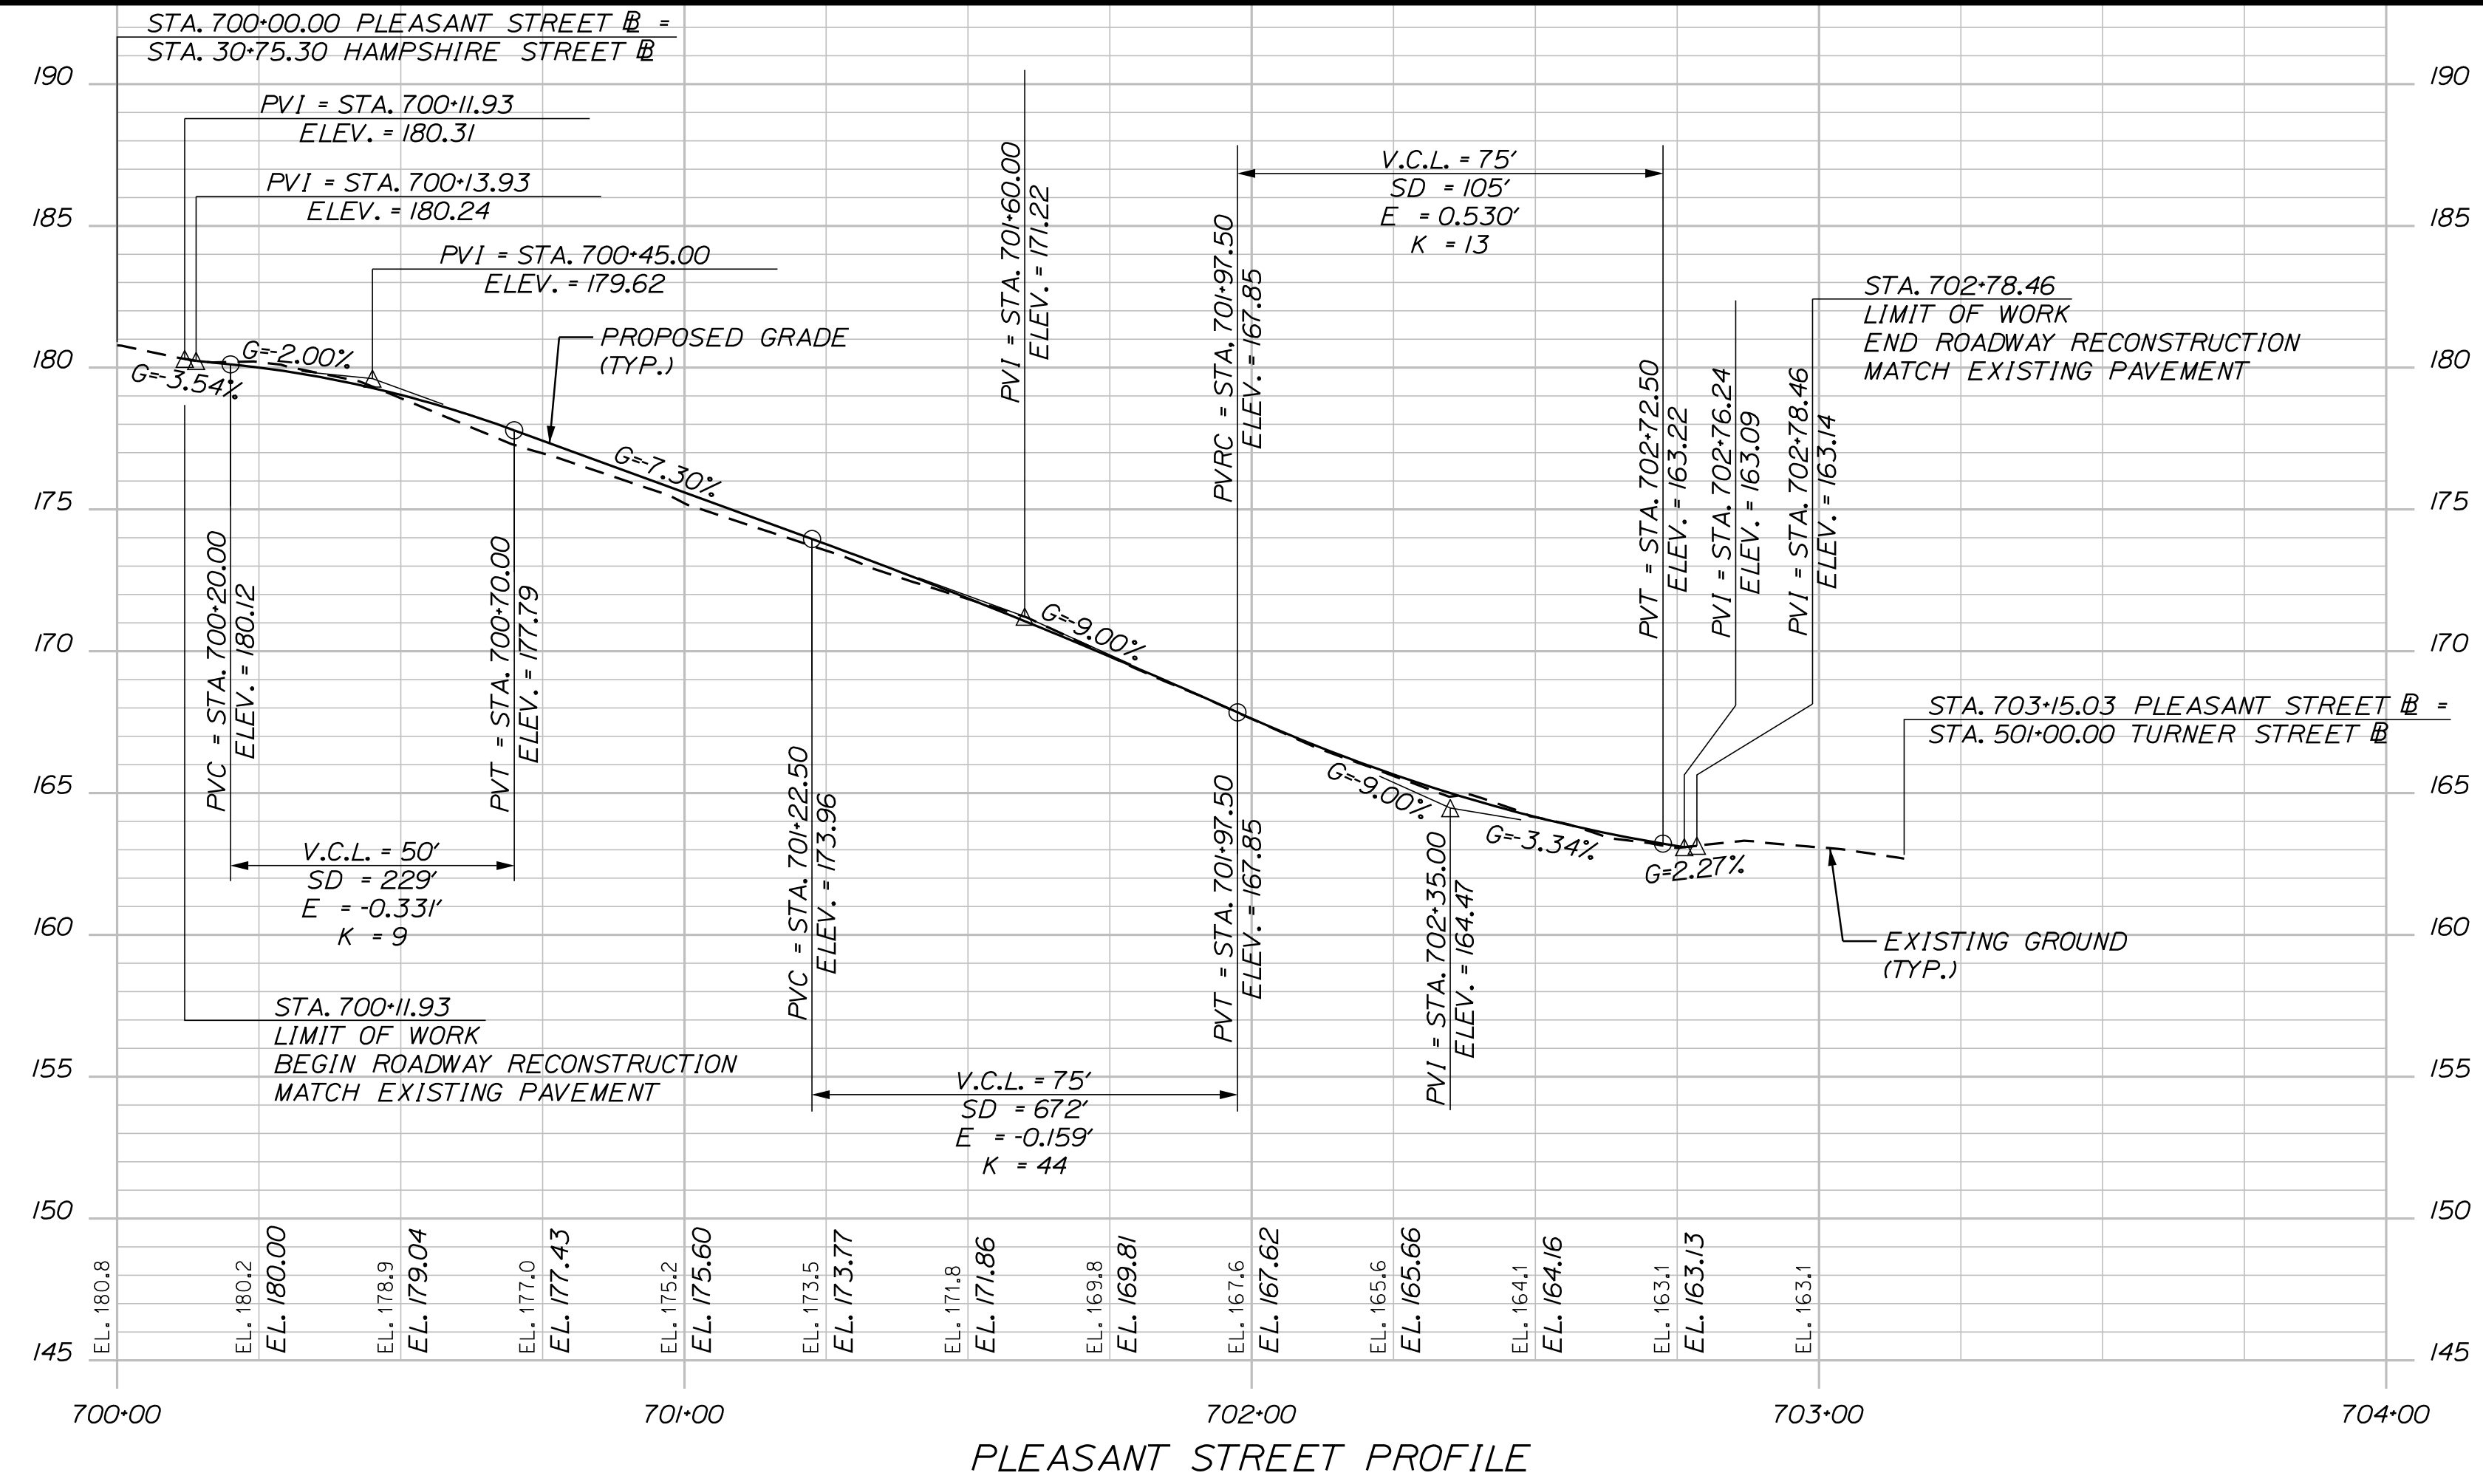 STA. 700+00.00 PLEASANT STREET BL =
STA. 30+75.30 HAMPSHIRE STREET BL
190
190
PVI = STA. 700+11.93
ELEV. = 180.31
PVI = STA. 700+13.93
ELEV. = 180.24
185
185
PVI = STA. 700+45.00
ELEV. = 179.62
PVI = STA. 701+60.00
ELEV. = 171.22
V.C.L. = 75'
SD = 105'
E = 0.530'
K = 13
PVRC = STA. 701+97.50
ELEV. = 167.85
STA. 702+78.46
LIMIT OF WORK
END ROADWAY RECONSTRUCTION
MATCH EXISTING PAVEMENT
PROPOSED GRADE
(TYP.)
180
180
G=-2.00%
G=-3.54%
PVT = STA. 702+72.50
ELEV. = 163.22
PVI = STA. 702+76.24
ELEV. = 163.09
PVI = STA. 702+78.46
ELEV. = 163.14
G=-7.30%
175
175
PVC = STA. 700+20.00
ELEV. = 180.12
PVT = STA. 700+70.00
ELEV. = 177.79
G=-9.00%
170
170
STA. 703+15.03 PLEASANT STREET BL =
STA. 501+00.00 TURNER STREET BL
PVC = STA. 701+22.50
ELEV. = 173.96
PVT = STA. 701+97.50
ELEV. = 167.85
G=-9.00%
165
165
G=-3.34%
G=2.27%
PVI = STA. 702+35.00
ELEV. = 164.47
V.C.L. = 50'
SD = 229'
E = -0.331'
K = 9
160
160
EXISTING GROUND
(TYP.)
STA. 700+11.93
LIMIT OF WORK
BEGIN ROADWAY RECONSTRUCTION
MATCH EXISTING PAVEMENT
155
155
V.C.L. = 75'
SD = 672'
E = -0.159'
K = 44
150
150
EL. 180.8
EL. 180.2
EL. 180.00
EL. 178.9
EL. 179.04
EL. 177.0
EL. 177.43
EL. 175.2
EL. 175.60
EL. 173.5
EL. 173.77
EL. 171.8
EL. 171.86
EL. 169.8
EL. 169.81
EL. 167.6
EL. 167.62
EL. 165.6
EL. 165.66
EL. 164.1
EL. 164.16
EL. 163.1
EL. 163.13
EL. 163.1
145
145
700+00
701+00
702+00
703+00
704+00
PLEASANT STREET PROFILE